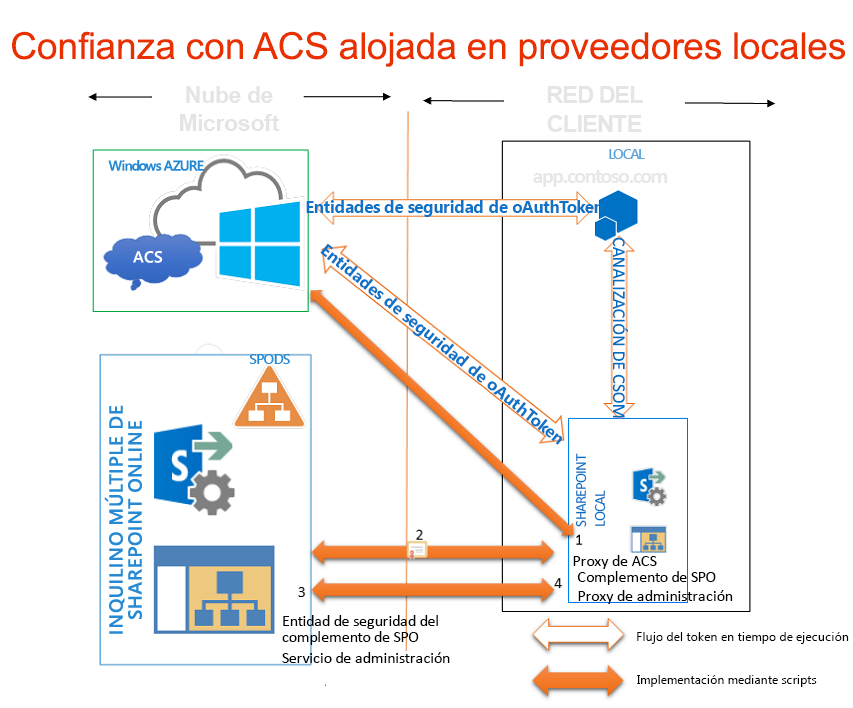 Confianza con ACS alojada en proveedores locales
Nube de
Microsoft
RED DEL
CLIENTE
Windows AZURE
ACS
LOCAL
app.contoso.com
Entidades de seguridad de oAuthToken
Entidades de seguridad de oAuthToken
CANALIZACIÓN DE CSOM
SPODS
INQUILINO MÚLTIPLE DE
SHAREPOINT ONLINE
S
SHAREPOINT
LOCAL
S
1
2
3
4
Proxy de ACS
Complemento de SPO
Proxy de administración
Entidad de seguridad del
complemento de SPO
Servicio de administración
Flujo del token en tiempo de ejecución
Implementación mediante scripts